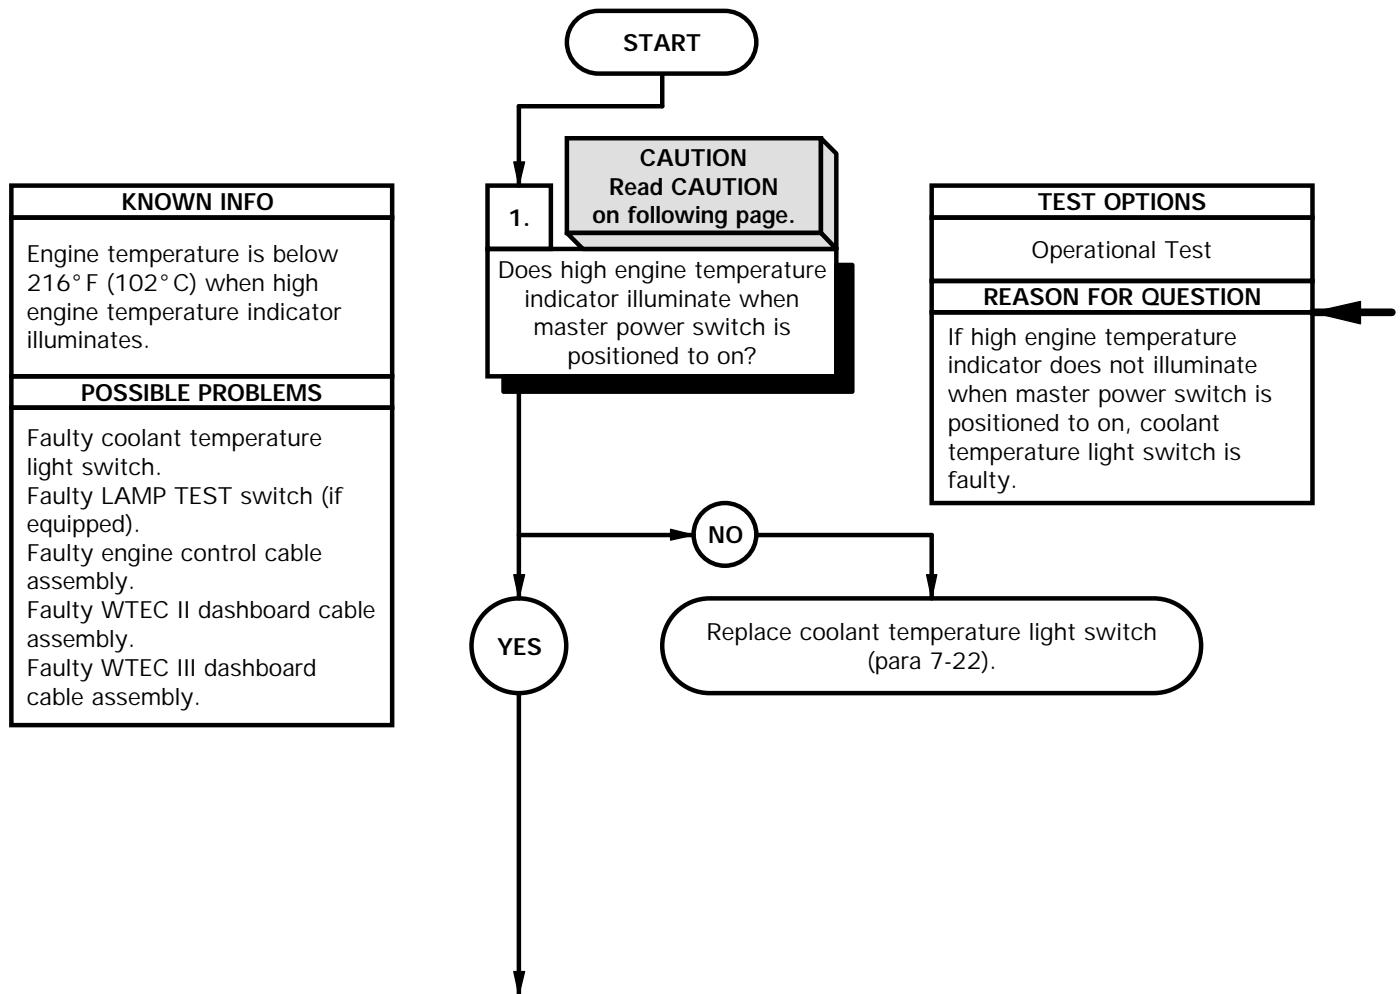 START
CAUTION
Read CAUTION
on following page.
1.
Does high engine temperature
indicator illuminate when
master power switch is
positioned to on?
KNOWN INFO
Engine temperature is below
216°F (102°C) when high
engine temperature indicator
illuminates.
POSSIBLE PROBLEMS
Faulty coolant temperature
light switch.
Faulty LAMP TEST switch (if
equipped).
Faulty engine control cable
assembly.
Faulty WTEC II dashboard cable
assembly.
Faulty WTEC III dashboard
cable assembly.
TEST OPTIONS
Operational Test
REASON FOR QUESTION
If high engine temperature
indicator does not illuminate
when master power switch is
positioned to on, coolant
temperature light switch is
faulty.
NO
YES
Replace coolant temperature light switch
(para 7-22).